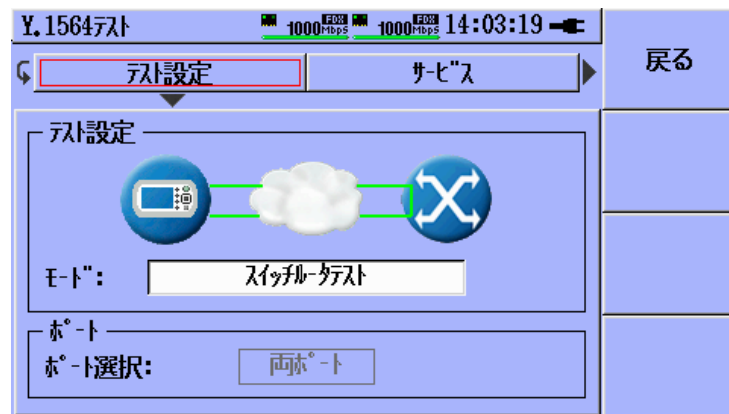 Y.1564ﾃｽﾄ 1000 FDX Mbps 1000 FDX Mbps 14:03:19
ﾃｽﾄ設定 ｻｰﾋﾞｽ 戻る
ﾃｽﾄ設定
ﾓｰﾄﾞ: ｽｲｯﾁﾙｰﾀﾃｽﾄ
ﾎﾟｰﾄ
ﾎﾟｰﾄ選択: 両ﾎﾟｰﾄ